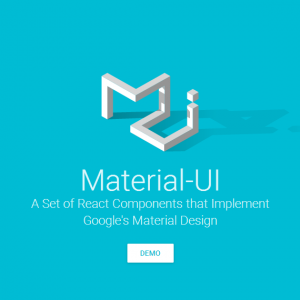 Material-UI
A Set of React Components that Implement
Google's Material Design
DEMO